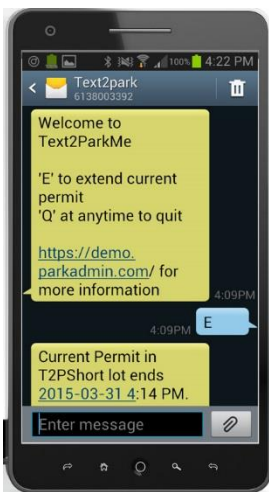 @ 100% 4:22 PM
< Text2park
6138003392
Welcome to
Text2ParkMe
'E' to extend current
permit
'Q' at anytime to quit
https://demo.
parkadmin.com/ for
more information
4:09PM
E
4:09PM
Current Permit in
T2PShort lot ends
2015-03-31 4:14 PM.
Enter message